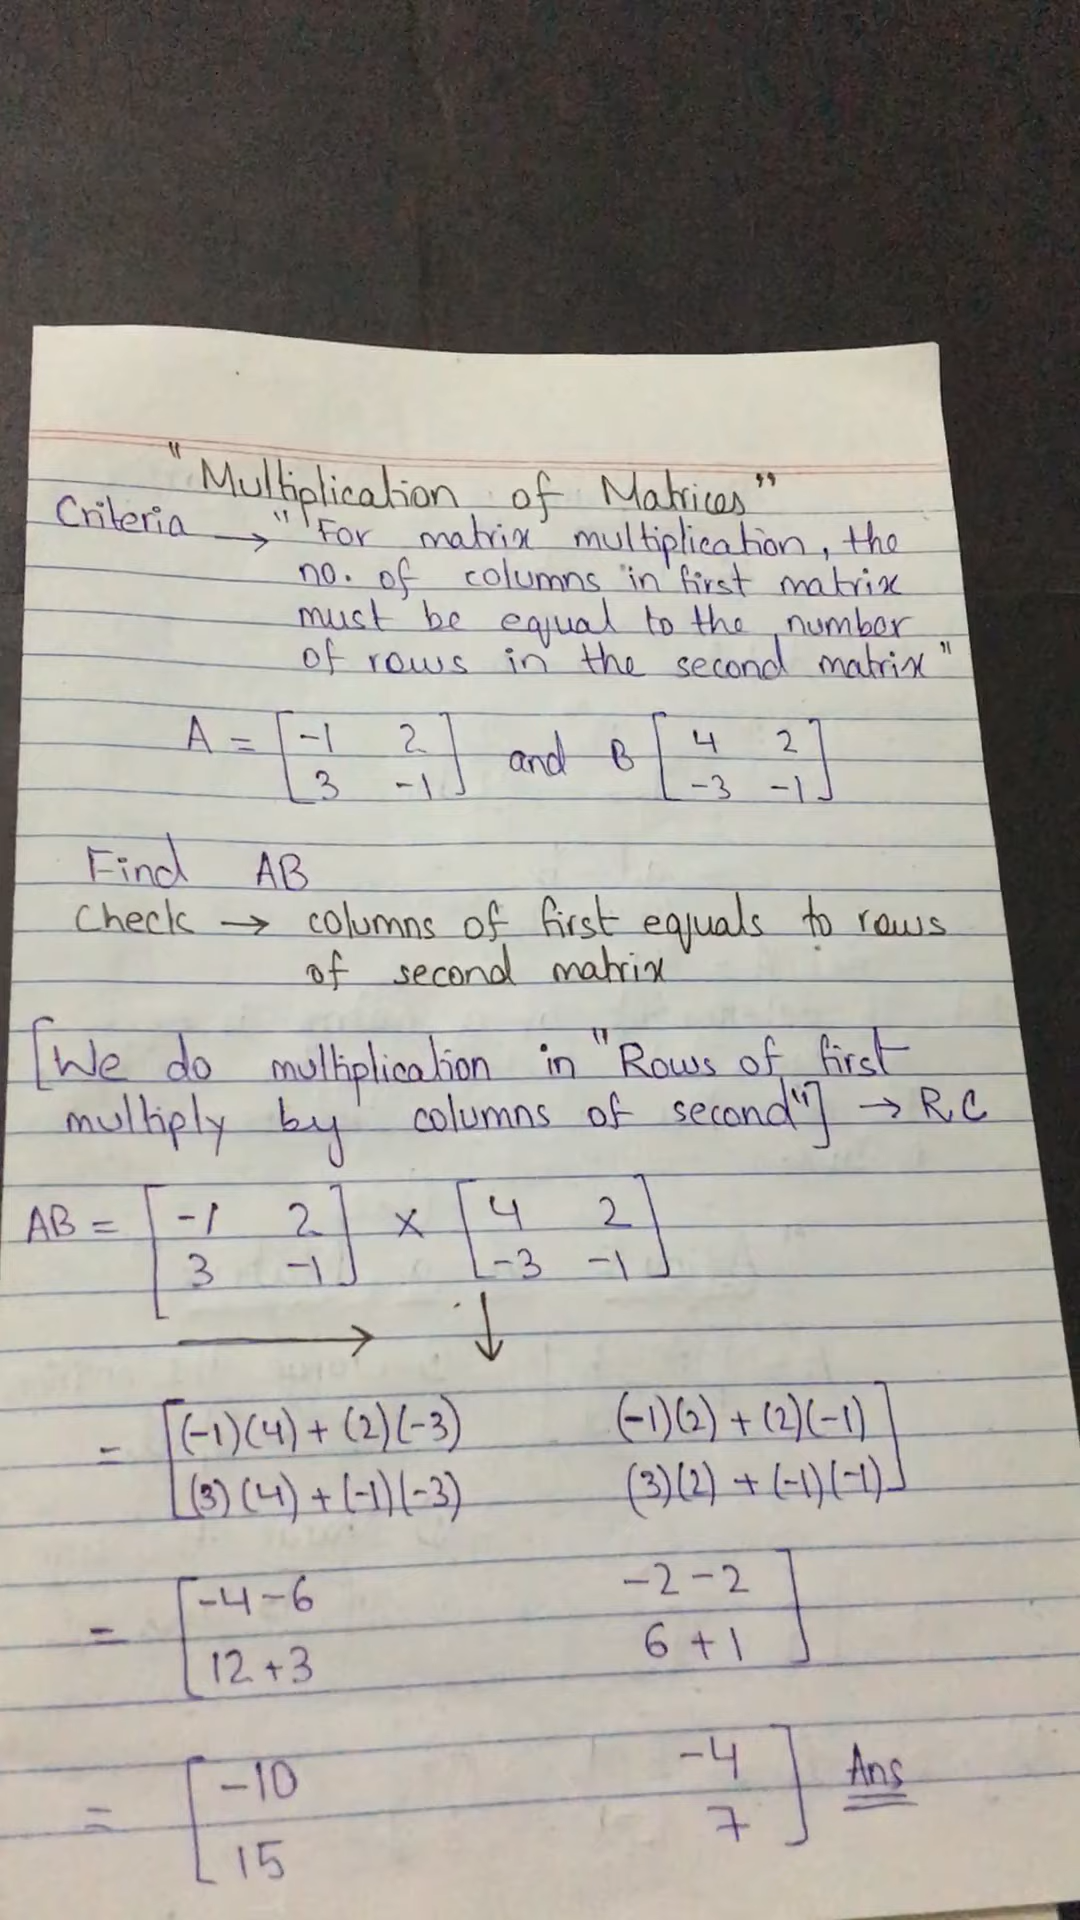 "Multiplication of Matrices"
Criteria → "For matrix multiplication, the
no. of columns in first matrix
must be equal to the number
of rows in the second matrix"
A = [-1 2] and B [4 2]
[3 -1] [-3 -1]
Find AB
Check → columns of first equals to rows
of second matrix
[We do multiplication in "Rows of first
multiply by columns of second"] → R.C
AB = [-1 2] × [4 2]
[3 -1] [-3 -1]
→ ↓
= [(-1)(4) + (2)(-3) (-1)(2) + (2)(-1)]
[(3)(4) + (-1)(-3) (3)(2) + (-1)(-1)]
= [-4-6 -2-2]
[12+3 6+1]
= [-10 -4] Ans
[15 7]